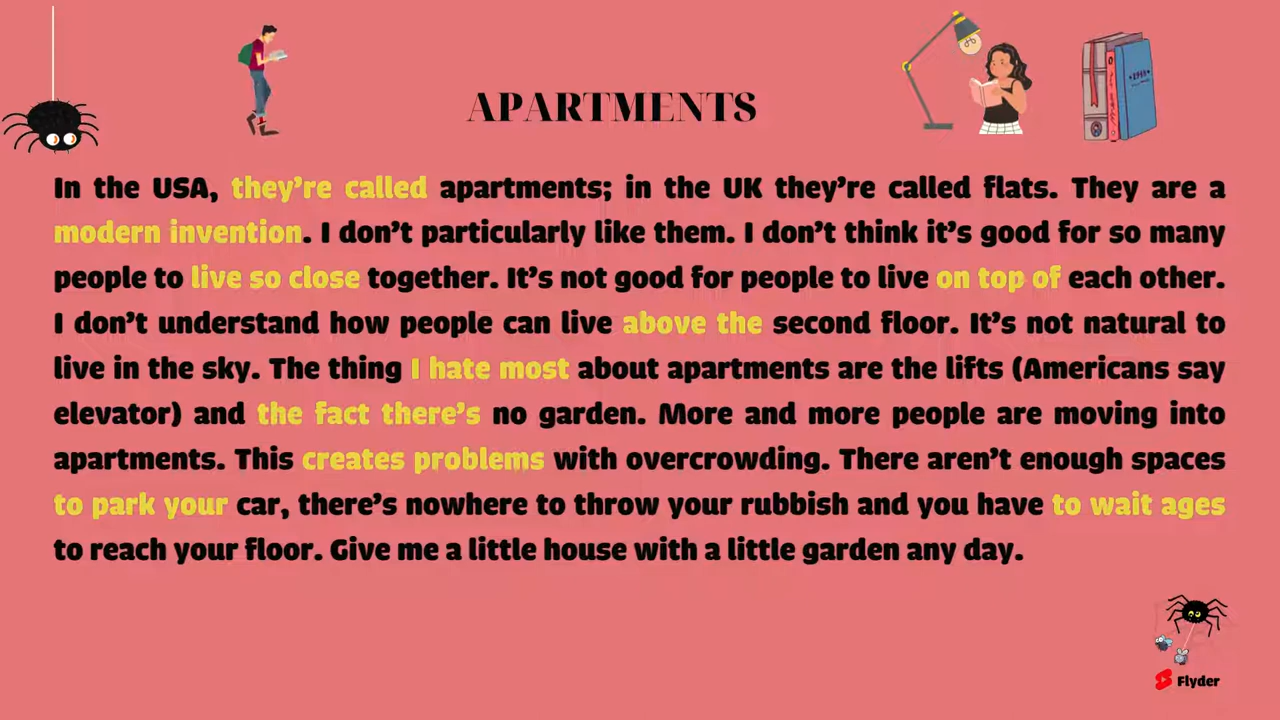 APARTMENTS
In the USA, they’re called apartments; in the UK they’re called flats. They are a
modern invention. I don’t particularly like them. I don’t think it’s good for so many
people to live so close together. It’s not good for people to live on top of each other.
I don’t understand how people can live above the second floor. It’s not natural to
live in the sky. The thing I hate most about apartments are the lifts (Americans say
elevator) and the fact there’s no garden. More and more people are moving into
apartments. This creates problems with overcrowding. There aren’t enough spaces
to park your car, there’s nowhere to throw your rubbish and you have to wait ages
to reach your floor. Give me a little house with a little garden any day.
Flyder